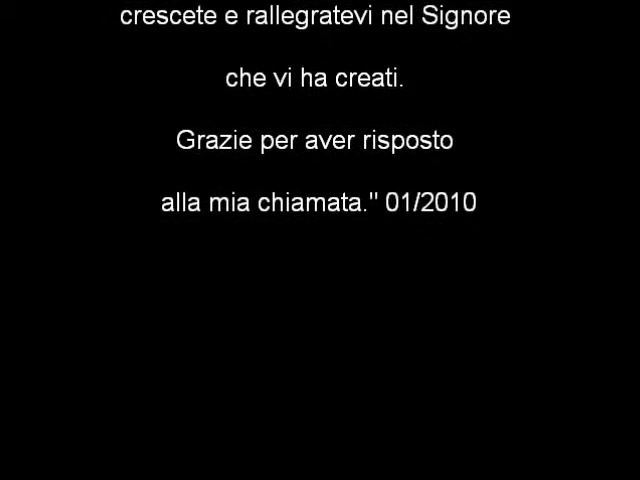 crescete e rallegratevi nel Signore
che vi ha creati.
Grazie per aver risposto
alla mia chiamata." 01/2010